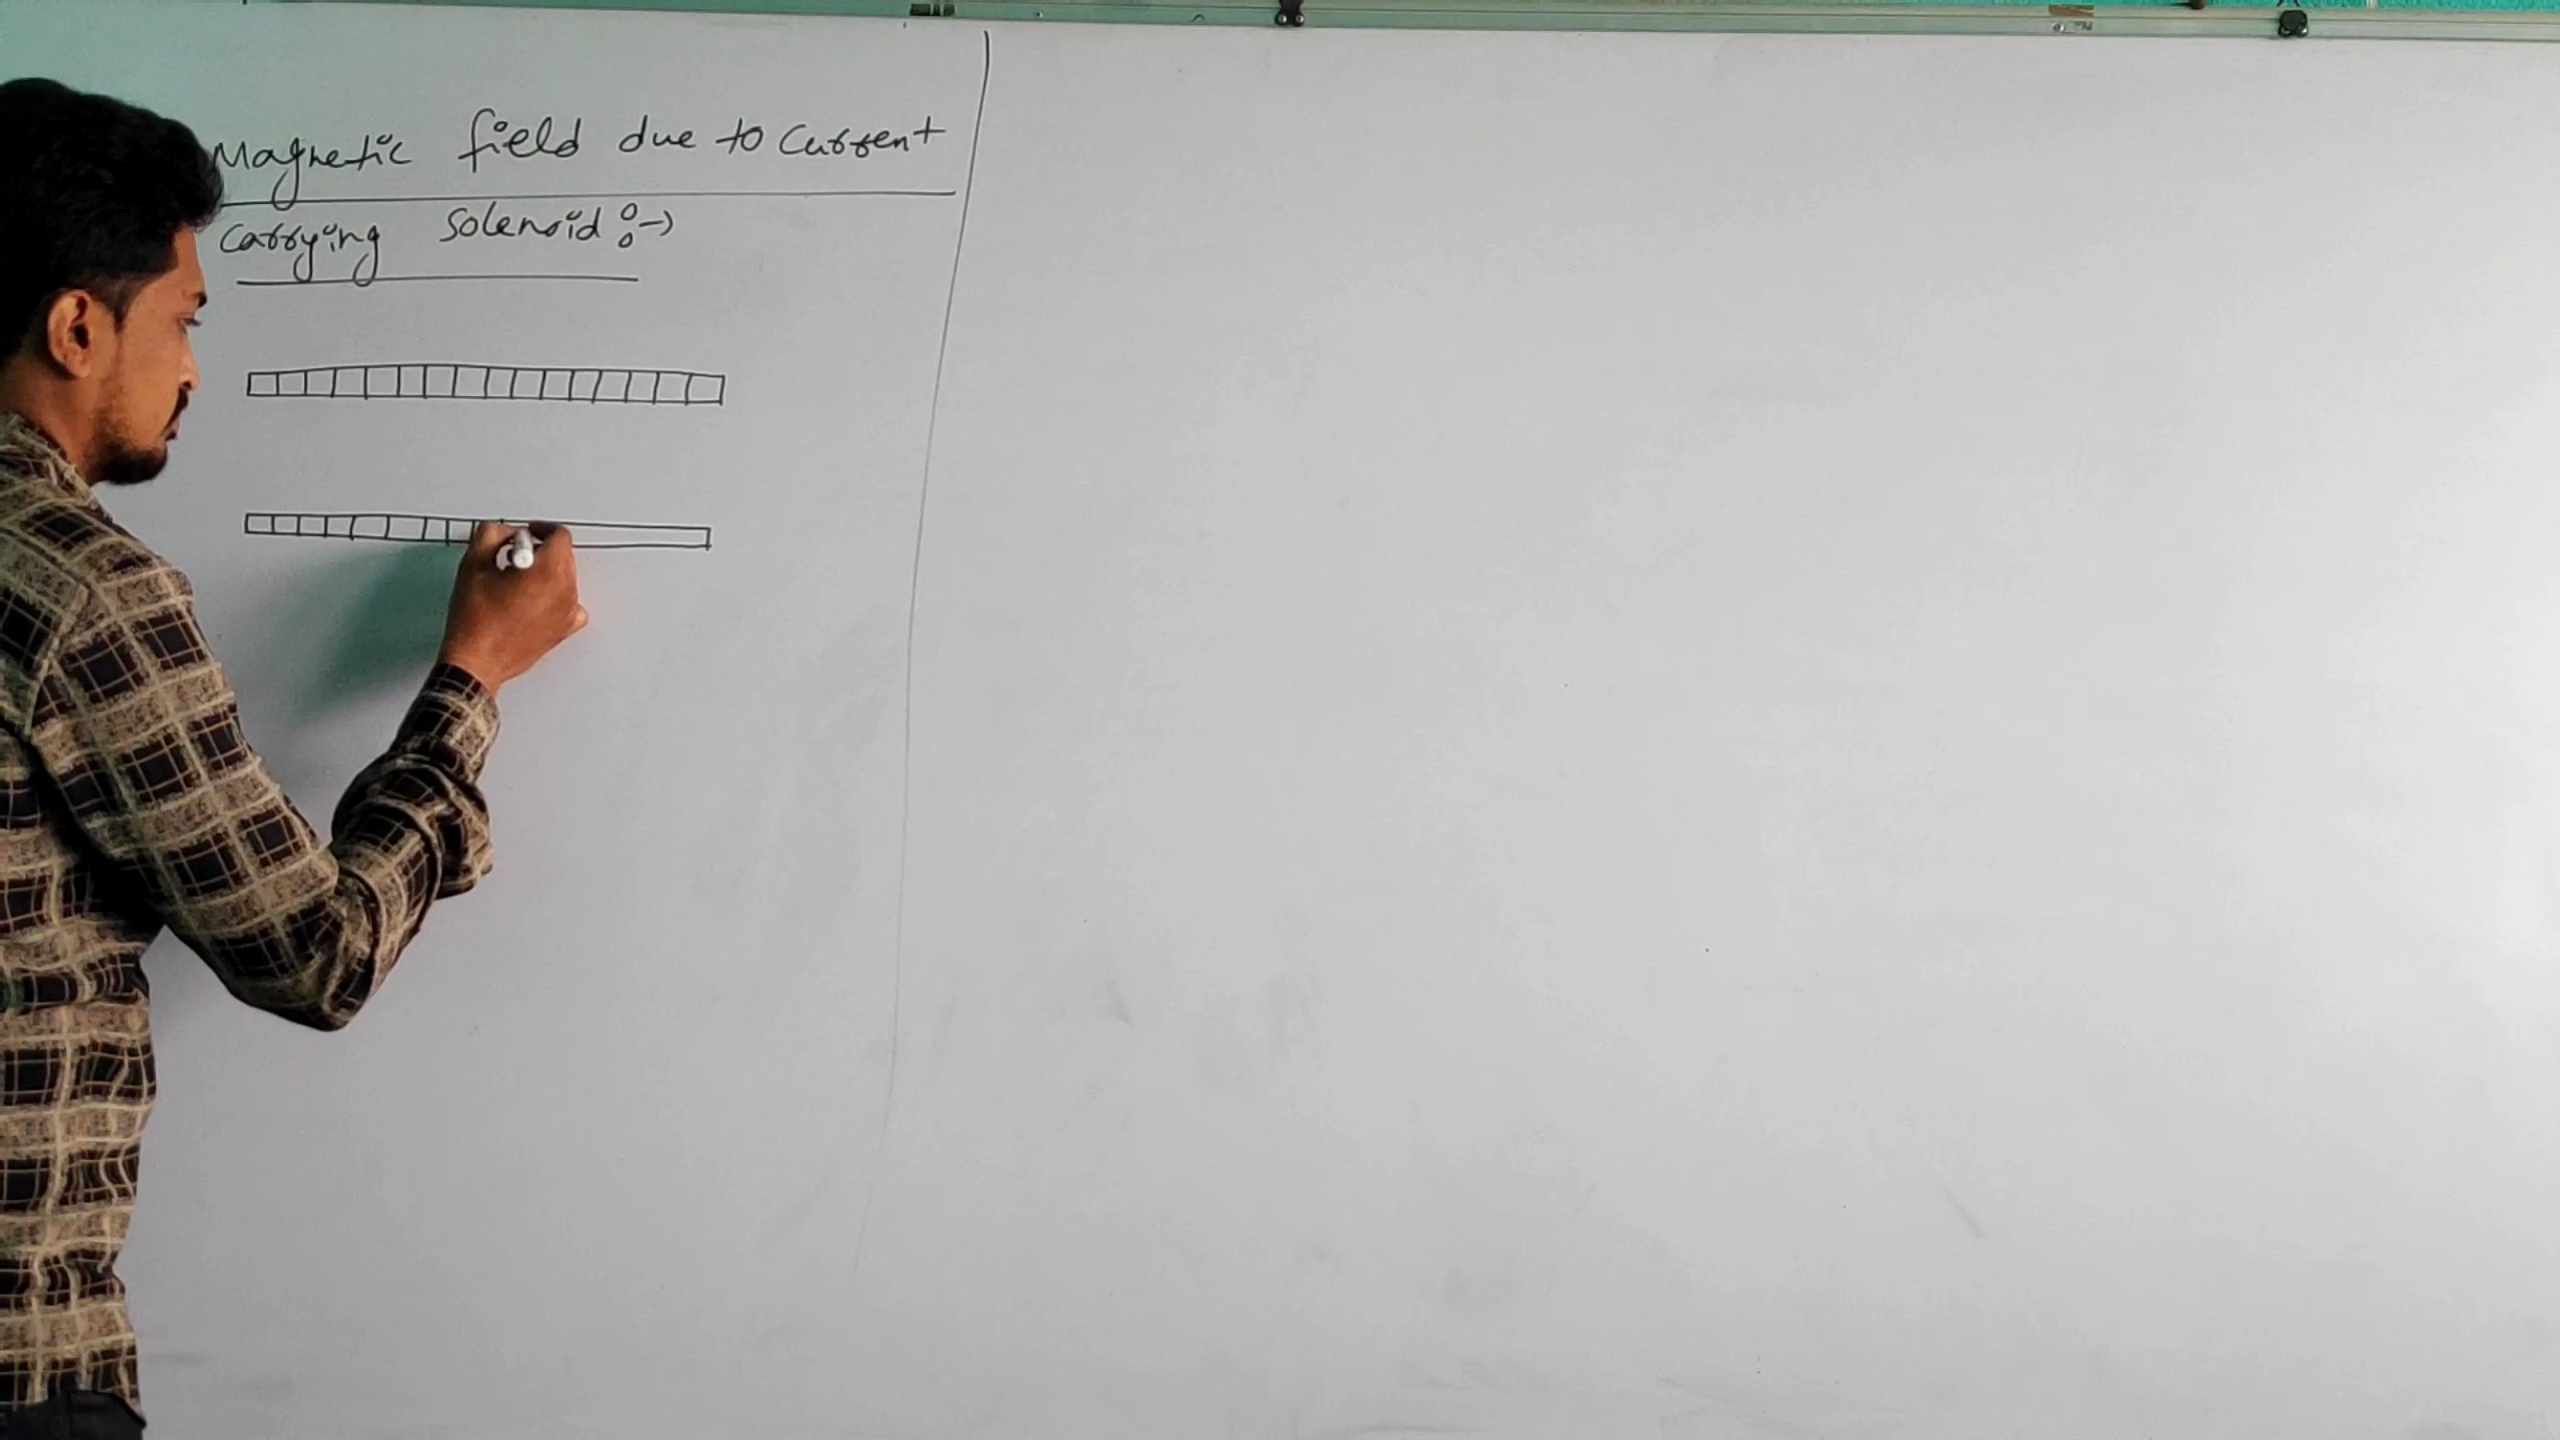 Magnetic field due to Current
Carrying Solenoid :→